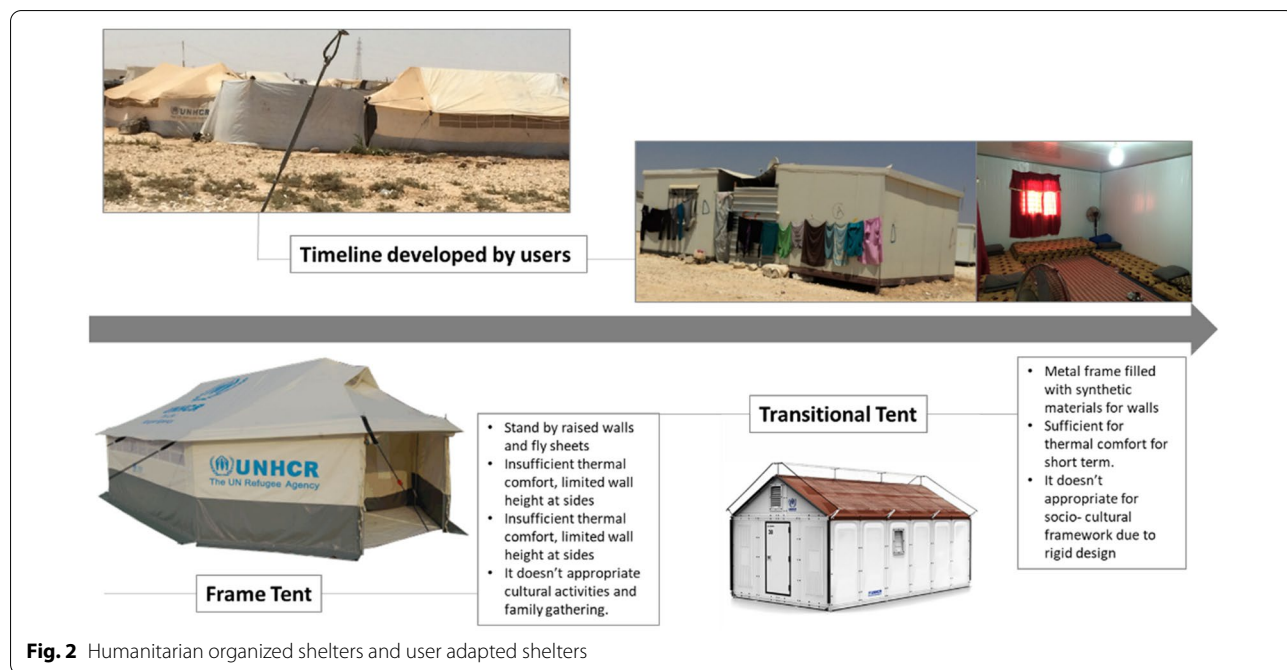 UNHCR
Timeline developed by users
UNHCR
The UN Refugee Agency
Frame Tent
• Stand by raised walls
and fly sheets
• Insufficient thermal
comfort, limited wall
height at sides
• Insufficient thermal
comfort, limited wall
height at sides
• It doesn't appropriate
cultural activities and
family gathering.
Transitional Tent
• Metal frame filled
with synthetic
materials for walls
• Sufficient for
thermal comfort for
short term.
• It doesn't
appropriate for
socio- cultural
framework due to
rigid design
Fig. 2 Humanitarian organized shelters and user adapted shelters